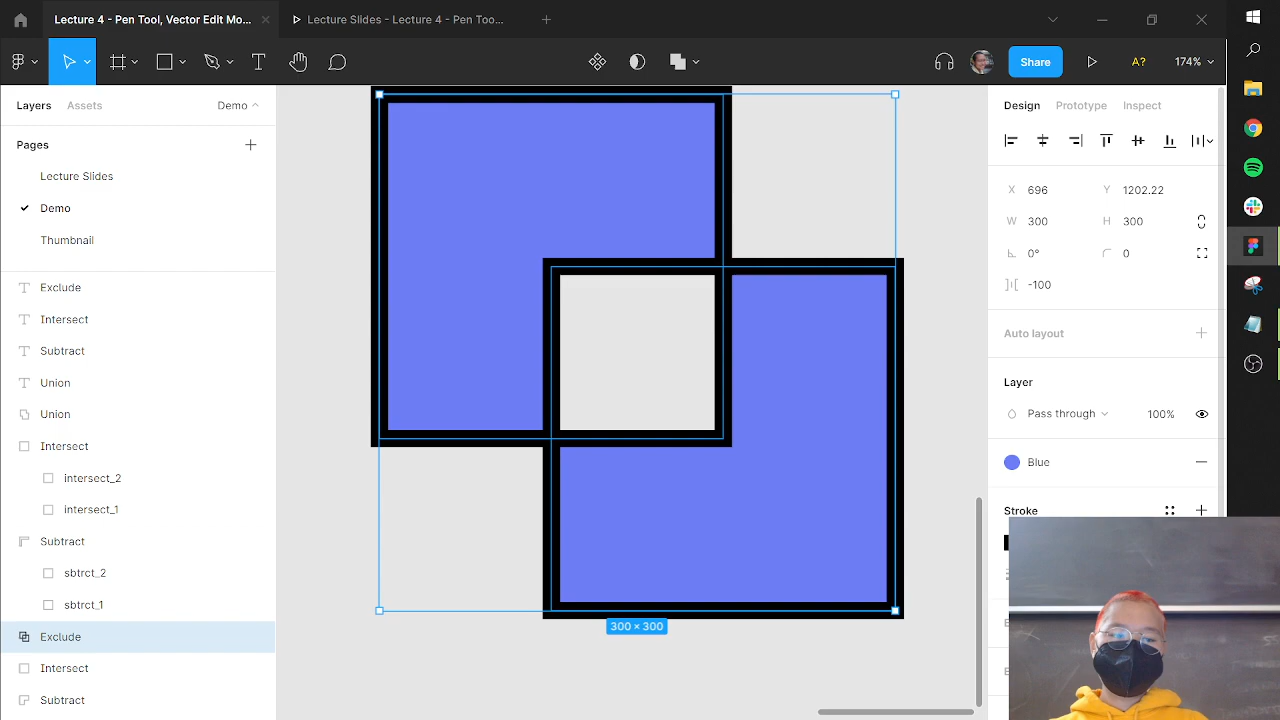 Lecture 4 - Pen Tool, Vector Edit Mo...
Lecture Slides - Lecture 4 - Pen Too...
Share
A?
174%
Layers
Assets
Demo
Pages
Lecture Slides
Demo
Thumbnail
Exclude
Intersect
Subtract
Union
Union
Intersect
intersect_2
intersect_1
Subtract
sbtrct_2
sbtrct_1
Exclude
Intersect
Subtract
300 × 300
Design
Prototype
Inspect
X 696 Y 1202.22
W 300 H 300
0° 0
-100
Auto layout
Layer
Pass through 100%
Blue
Stroke